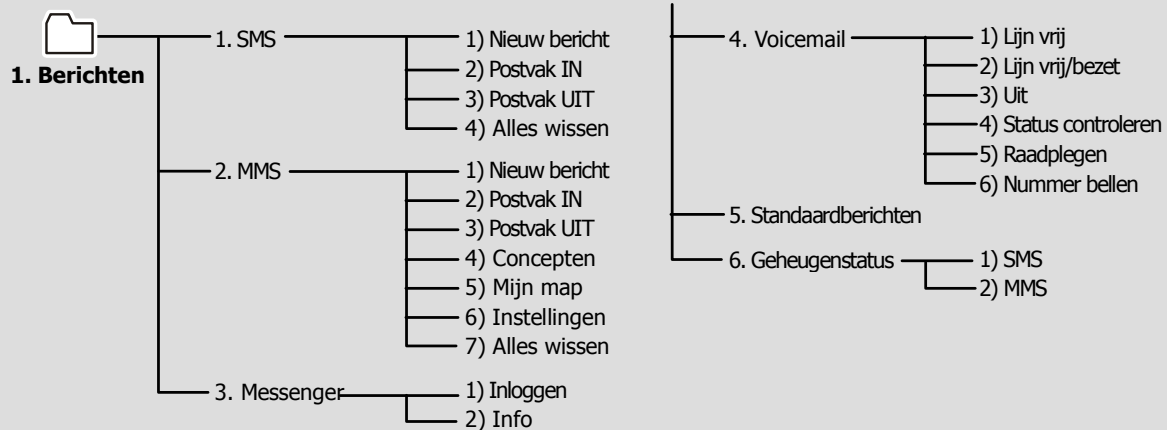 1. Berichten
1. SMS
1) Nieuw bericht
2) Postvak IN
3) Postvak UIT
4) Alles wissen
2. MMS
1) Nieuw bericht
2) Postvak IN
3) Postvak UIT
4) Concepten
5) Mijn map
6) Instellingen
7) Alles wissen
3. Messenger
1) Inloggen
2) Info
4. Voicemail
1) Lijn vrij
2) Lijn vrij/bezet
3) Uit
4) Status controleren
5) Raadplegen
6) Nummer bellen
5. Standaardberichten
6. Geheugenstatus
1) SMS
2) MMS